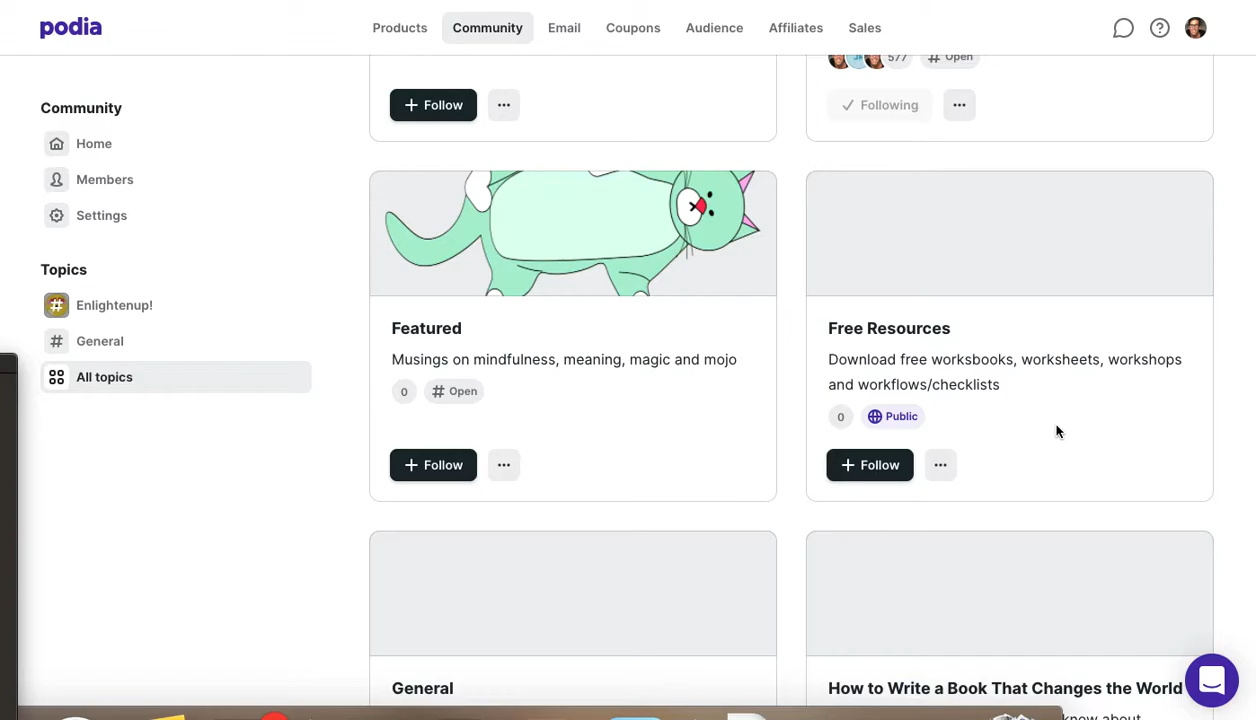 podia
Products Community Email Coupons Audience Affiliates Sales
Community
Home
Members
Settings
Topics
Enlightenup!
General
All topics
Follow
577 Open
Following
Featured
Musings on mindfulness, meaning, magic and mojo
0 Open
Follow
Free Resources
Download free worksbooks, worksheets, workshops
and workflows/checklists
0 Public
Follow
General
How to Write a Book That Changes the World
know about